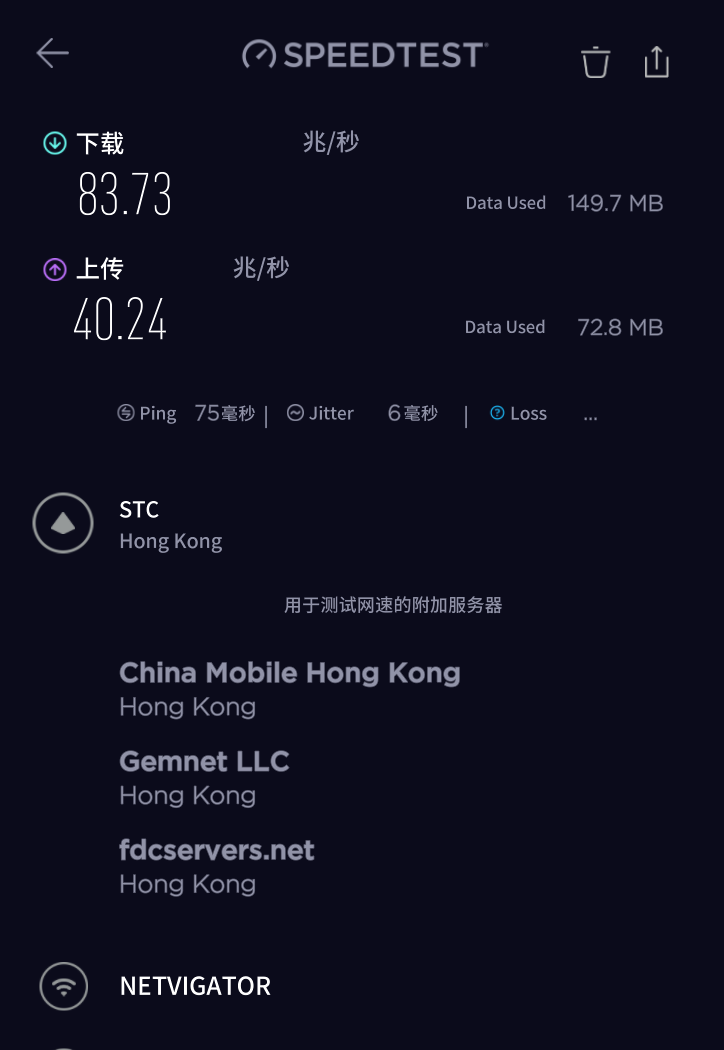 SPEEDTEST
下载 兆/秒
83.73 Data Used 149.7 MB
上传 兆/秒
40.24 Data Used 72.8 MB
Ping 75毫秒 | Jitter 6毫秒 | Loss ...
STC
Hong Kong
用于测试网速的附加服务器
China Mobile Hong Kong
Hong Kong
Gemnet LLC
Hong Kong
fdcservers.net
Hong Kong
NETVIGATOR